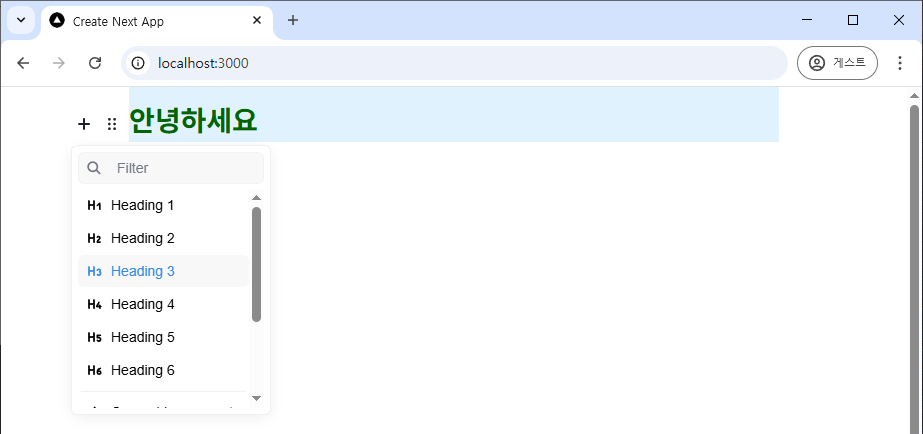 Create Next App
localhost:3000
게스트
안녕하세요
Filter
H1 Heading 1
H2 Heading 2
H3 Heading 3
H4 Heading 4
H5 Heading 5
H6 Heading 6